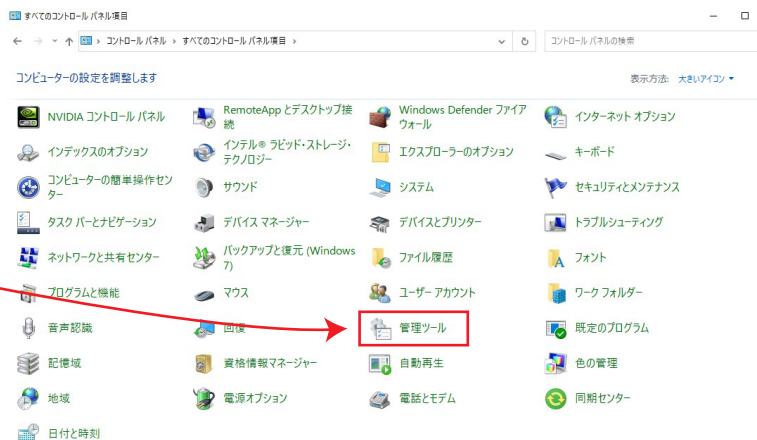 すべてのコントロール パネル項目
コントロール パネル › すべてのコントロール パネル項目 ›
コントロール パネルの検索
コンピューターの設定を調整します
表示方法: 大きいアイコン
NVIDIA コントロール パネル
RemoteApp とデスクトップ接
続
Windows Defender ファイア
ウォール
インターネット オプション
インデックスのオプション
インテル® ラピッド・ストレージ・
テクノロジー
エクスプローラーのオプション
キーボード
コンピューターの簡単操作セン
ター
サウンド
システム
セキュリティとメンテナンス
タスク バーとナビゲーション
デバイス マネージャー
デバイスとプリンター
トラブルシューティング
ネットワークと共有センター
バックアップと復元 (Windows
7)
ファイル履歴
フォント
プログラムと機能
マウス
ユーザー アカウント
ワーク フォルダー
音声認識
回復
管理ツール
既定のプログラム
記憶域
資格情報マネージャー
自動再生
色の管理
地域
電源オプション
電話とモデム
同期センター
日付と時刻